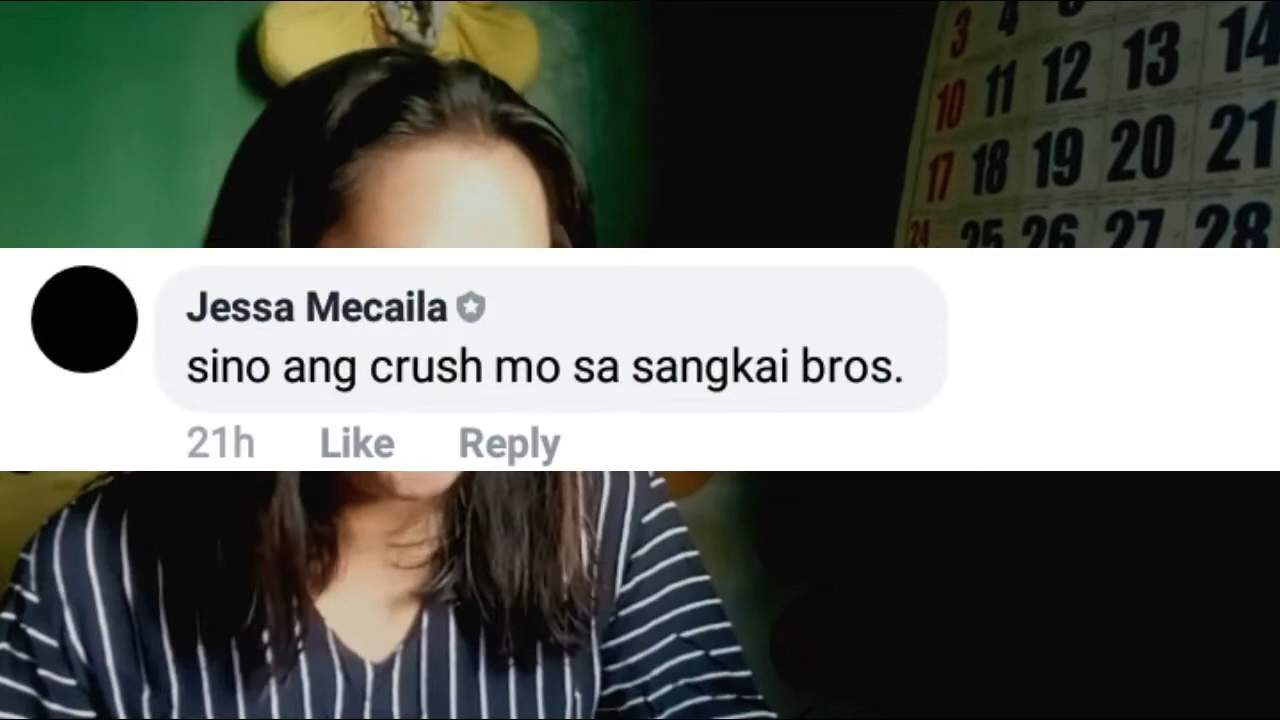 3 4
10 11 12 13 14
17 18 19 20 21
24 25 26 27 28
Jessa Mecaila
sino ang crush mo sa sangkai bros.
21h Like Reply